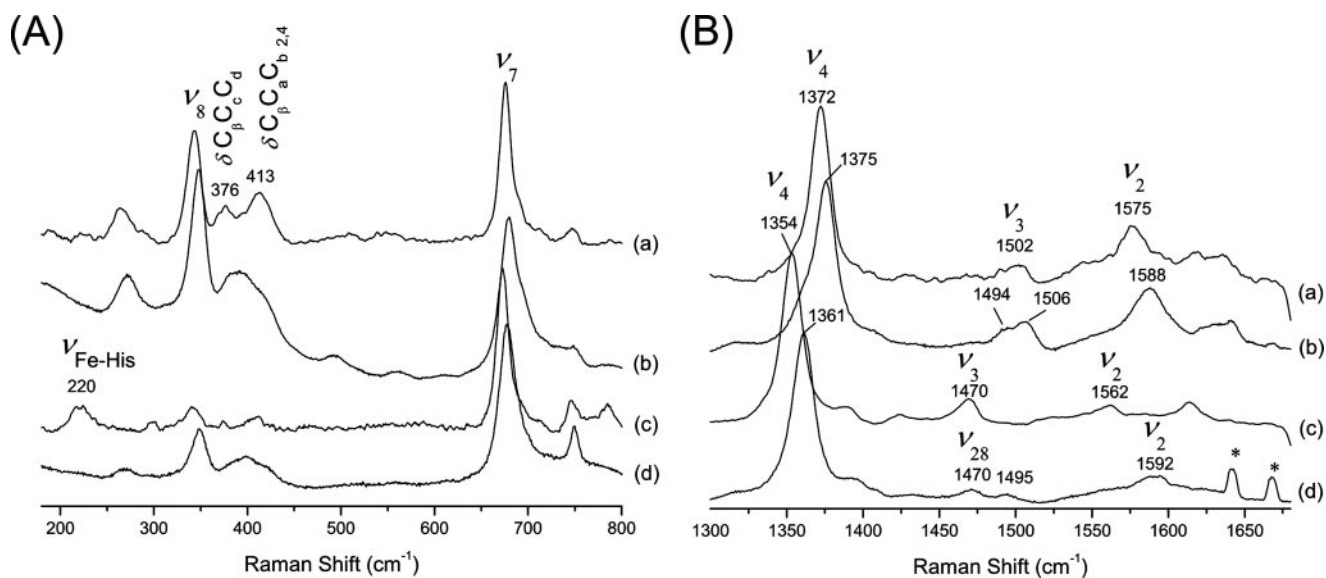 (A)
ν8
δCβCcCd
δCβCaCb 2,4
ν7
376
413
(a)
(b)
νFe-His
220
(c)
(d)
200 300 400 500 600 700 800
Raman Shift (cm-1)
(B)
ν4
1372
1375
ν4
1354
ν2
1575
ν3
1502
(a)
1588
1494
1506
1361
(b)
ν3
1470
ν2
1562
(c)
ν28
1470
1495
ν2
1592
*
*
(d)
1300 1350 1400 1450 1500 1550 1600 1650
Raman Shift (cm-1)